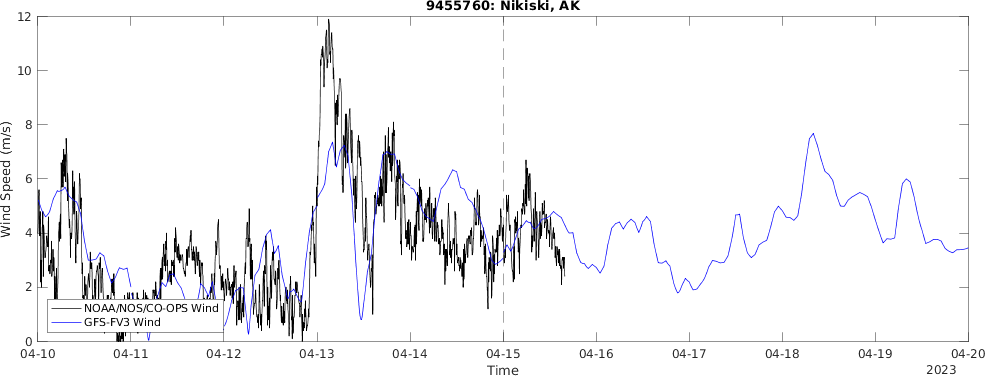 9455760: Nikiski, AK
Wind Speed (m/s)
12
10
8
6
4
2
0
NOAA/NOS/CO-OPS Wind
GFS-FV3 Wind
04-10 04-11 04-12 04-13 04-14 04-15 04-16 04-17 04-18 04-19 04-20
Time
2023